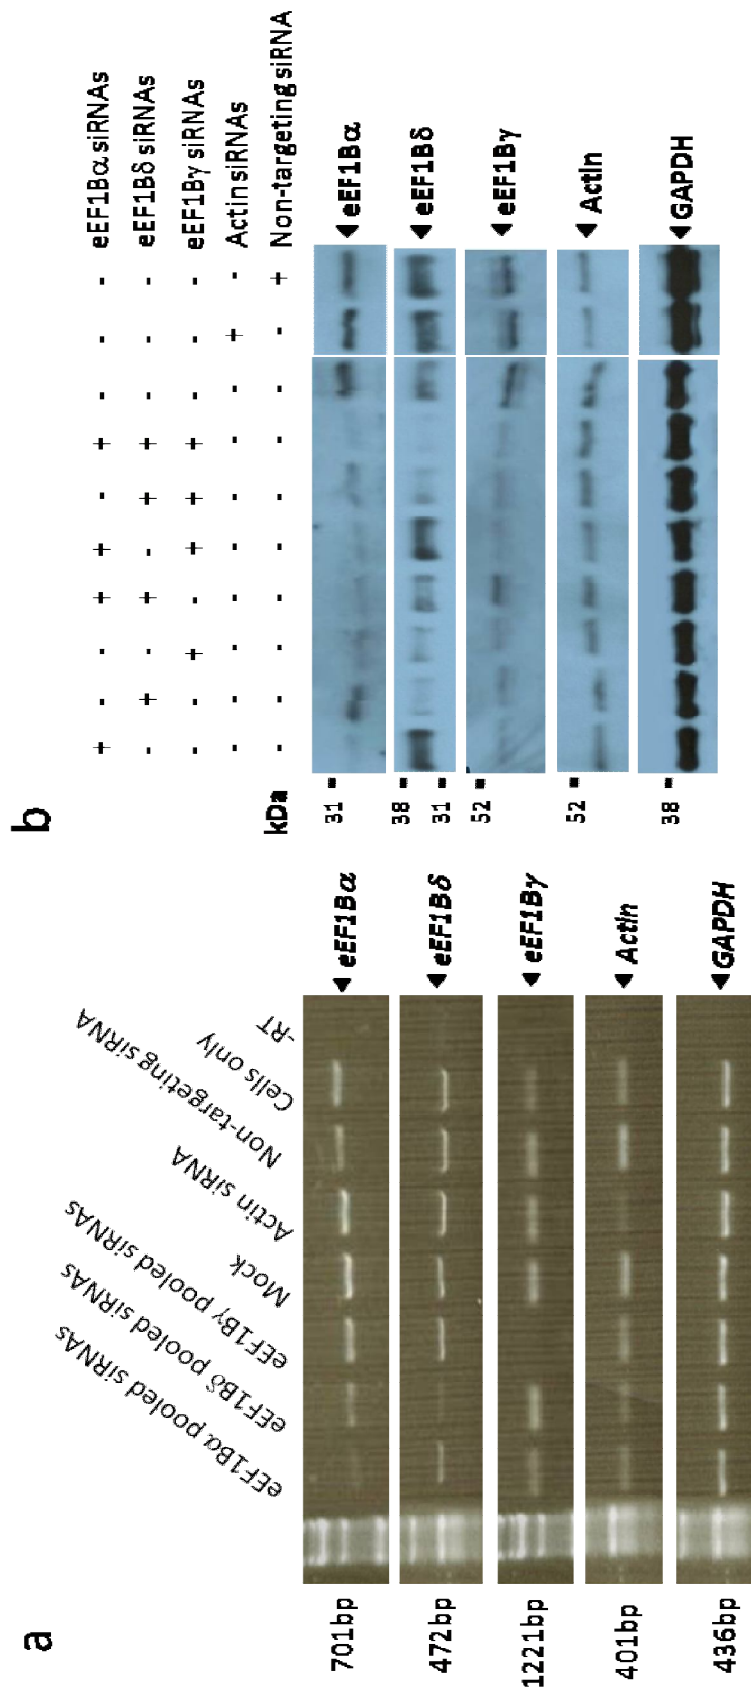 a
eEF1Bα pooled siRNAs
eEF1Bδ pooled siRNAs
eEF1Bγ pooled siRNAs
Mock
Actin siRNA
Non-targeting siRNA
Cells only
-RT
701bp ◀ eEF1Bα
472bp ◀ eEF1Bδ
1221bp ◀ eEF1Bγ
401bp ◀ Actin
436bp ◀ GAPDH
b
+ - - + + - + - - - eEF1Bα siRNAs
- + - + - + + - - - eEF1Bδ siRNAs
- - + - + + + - - - eEF1Bγ siRNAs
- - - - - - - - + - Actin siRNAs
- - - - - - - - - + Non-targeting siRNA
kDa
31 ◀ eEF1Bα
38
31 ◀ eEF1Bδ
52 ◀ eEF1Bγ
52 ◀ Actin
38 ◀ GAPDH